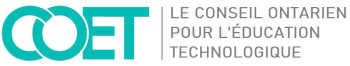 COET
LE CONSEIL ONTARIEN
POUR L'ÉDUCATION
TECHNOLOGIQUE